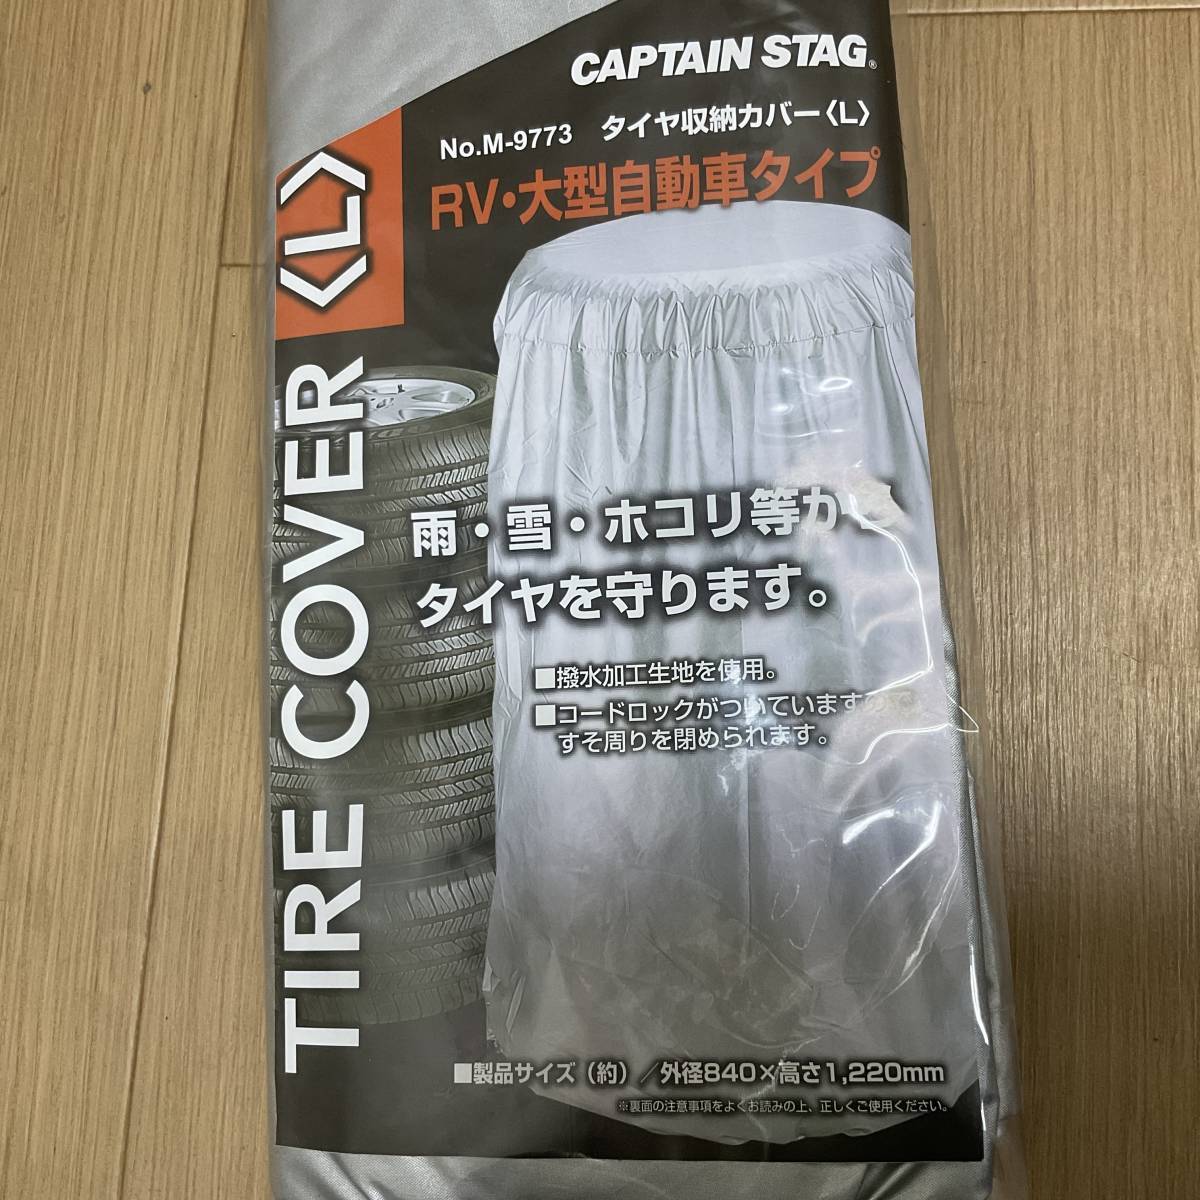 CAPTAIN STAG®
No.M-9773 タイヤ収納カバー〈L〉
RV・大型自動車タイプ
〈L〉
TIRE COVER
雨・雪・ホコリ等か
タイヤを守ります。
■撥水加工生地を使用。
■コードロックがついていますので
すそ周りを閉められます。
■製品サイズ（約）／外径840×高さ1,220mm
※裏面の注意事項をよくお読みの上、正しくご使用ください。